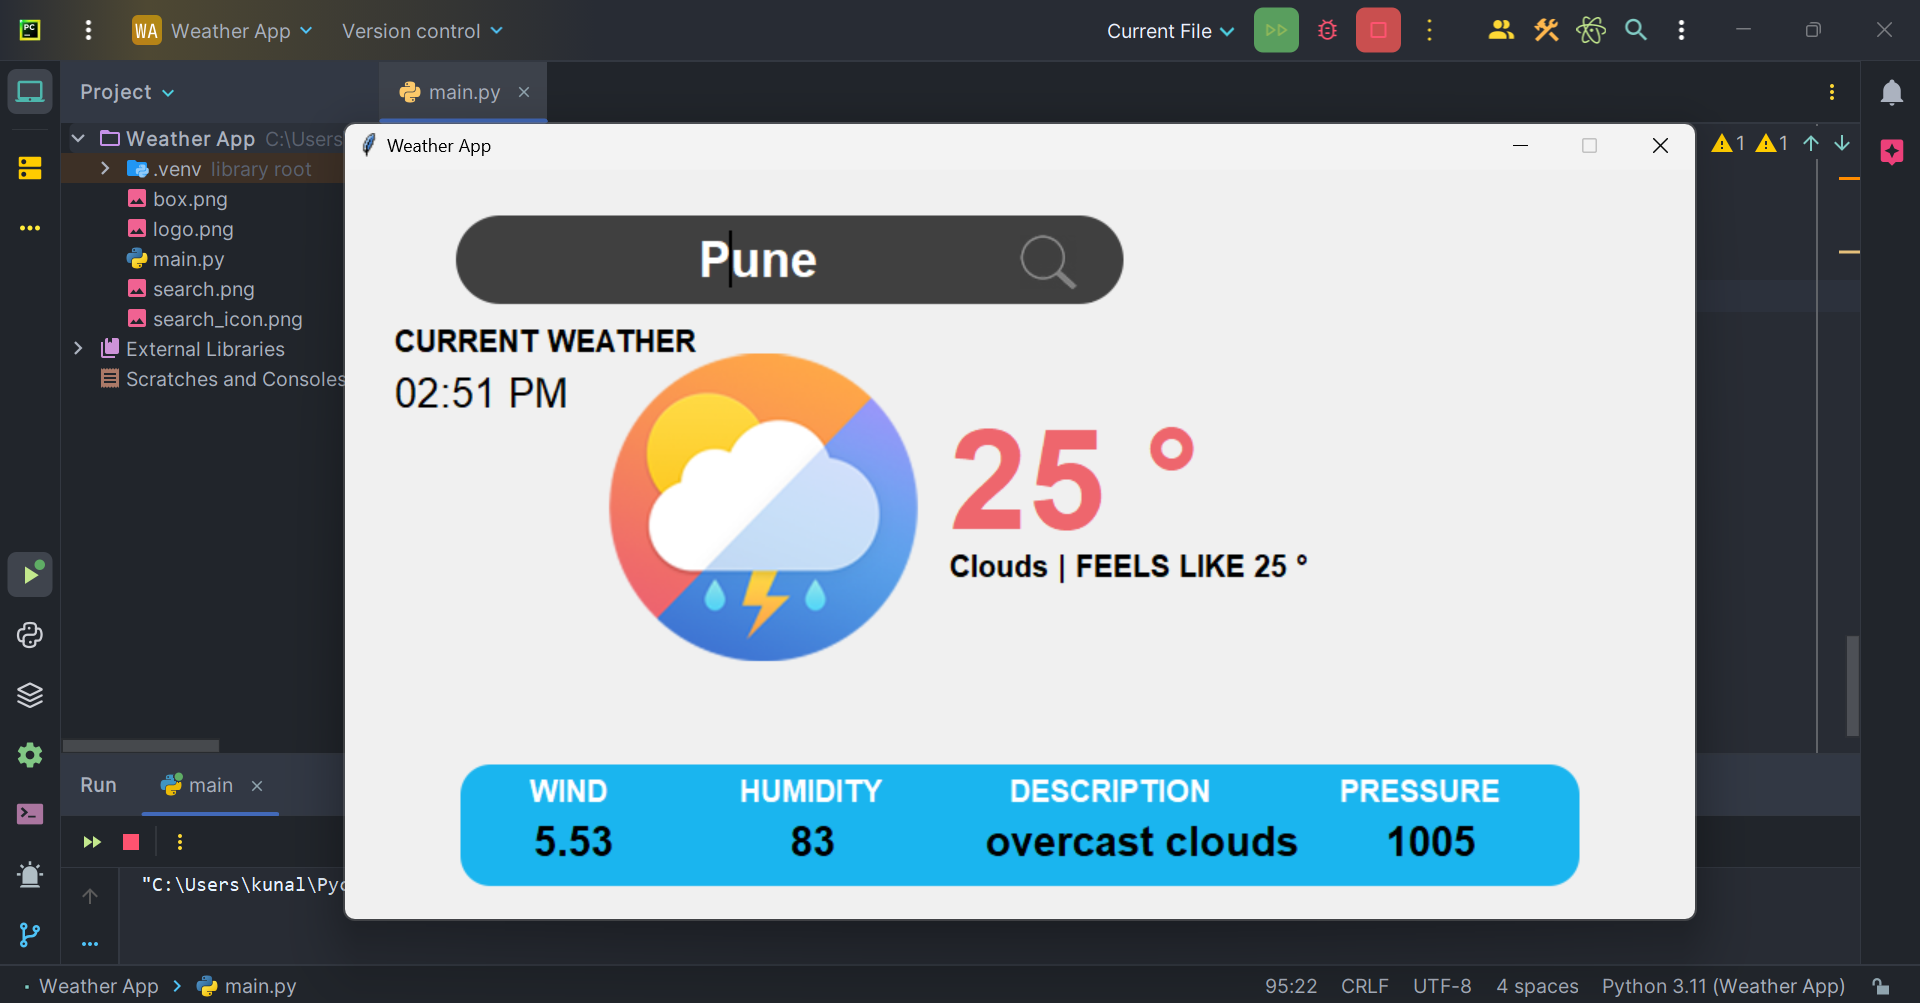 PC
WA Weather App Version control
Current File
Project
main.py
Weather App
1 1
Weather App C:\Users
.venv library root
box.png
logo.png
main.py
search.png
search_icon.png
External Libraries
Scratches and Consoles
Pune
CURRENT WEATHER
02:51 PM
25 °
Clouds | FEELS LIKE 25 °
WIND HUMIDITY DESCRIPTION PRESSURE
5.53 83 overcast clouds 1005
Run main
"C:\Users\kunal\Pyc
Weather App main.py
95:22 CRLF UTF-8 4 spaces Python 3.11 (Weather App)